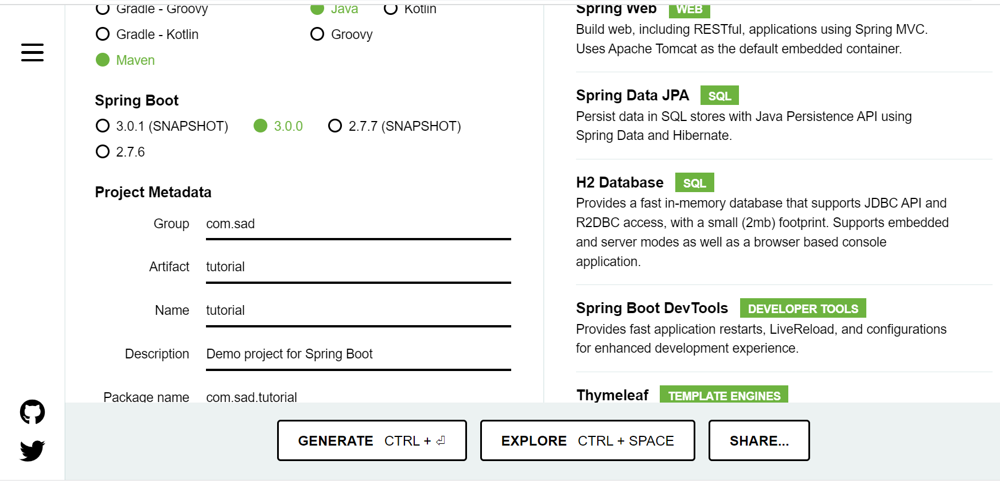 Gradle - Groovy
Java
Kotlin
Gradle - Kotlin
Groovy
Maven
Spring Boot
3.0.1 (SNAPSHOT)
3.0.0
2.7.7 (SNAPSHOT)
2.7.6
Project Metadata
Group com.sad
Artifact tutorial
Name tutorial
Description Demo project for Spring Boot
Package name com.sad.tutorial
Spring Web WEB
Build web, including RESTful, applications using Spring MVC.
Uses Apache Tomcat as the default embedded container.
Spring Data JPA SQL
Persist data in SQL stores with Java Persistence API using
Spring Data and Hibernate.
H2 Database SQL
Provides a fast in-memory database that supports JDBC API and
R2DBC access, with a small (2mb) footprint. Supports embedded
and server modes as well as a browser based console
application.
Spring Boot DevTools DEVELOPER TOOLS
Provides fast application restarts, LiveReload, and configurations
for enhanced development experience.
Thymeleaf TEMPLATE ENGINES
GENERATE CTRL + ⏎
EXPLORE CTRL + SPACE
SHARE...